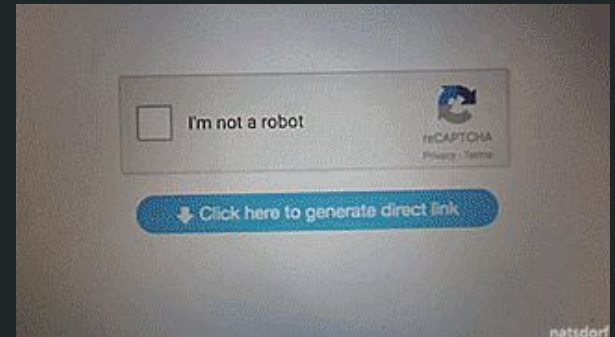 I'm not a robot
reCAPTCHA
Privacy - Terms
Click here to generate direct link
natsdorf